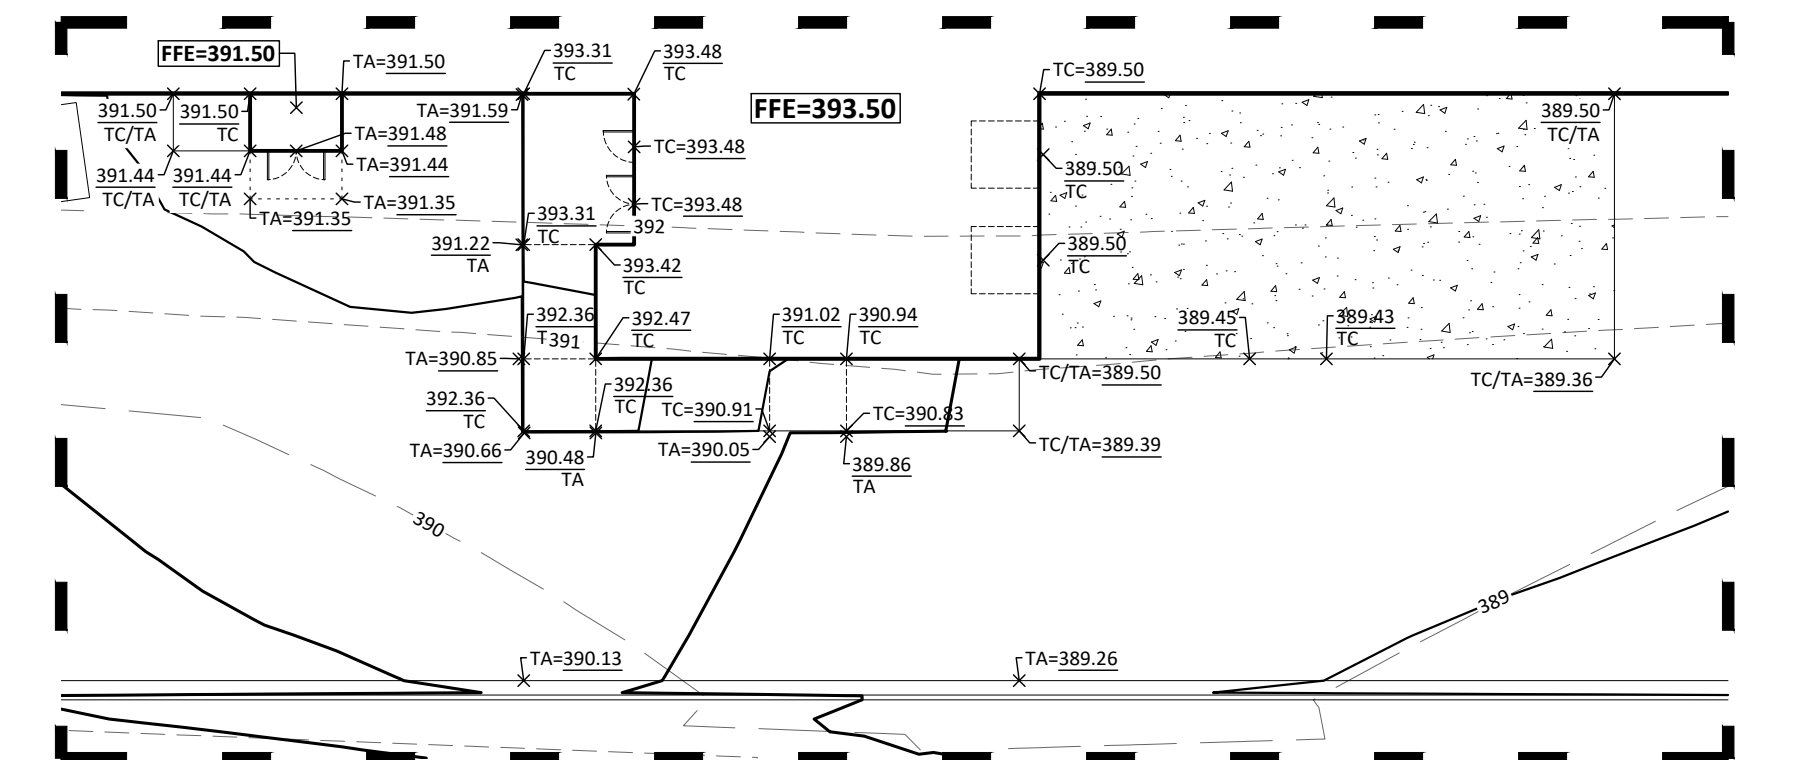 FFE=391.50
TA=391.50
393.31
TC
393.48
TC
TC=389.50
391.50
TC/TA
391.50
TC
TA=391.59
FFE=393.50
389.50
TC/TA
TA=391.48
TC=393.48
TA=391.44
391.44
TC/TA
391.44
TC/TA
389.50
TC
TA=391.35
TA=391.35
TC=393.48
393.31
TC
392
391.22
TA
389.50
TC
393.42
TC
392.36
T
391
392.47
TC
391.02
TC
390.94
TC
389.45
TC
389.43
TC
TA=390.85
TC/TA=389.50
TC/TA=389.36
392.36
TC
392.36
TC
TC=390.91
TC=390.83
TA=390.66
390.48
TA
TA=390.05
389.86
TA
TC/TA=389.39
390
389
TA=390.13
TA=389.26